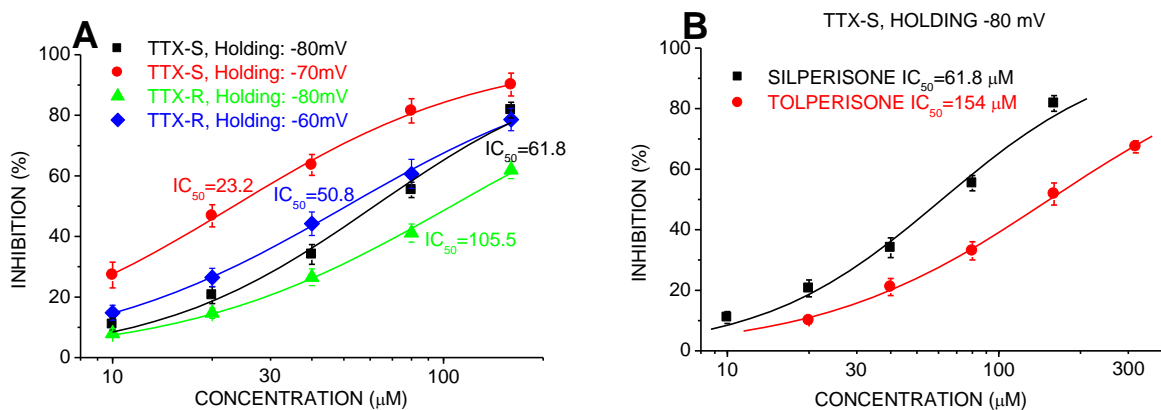 A
TTX-S, Holding: -80mV
TTX-S, Holding: -70mV
TTX-R, Holding: -80mV
TTX-R, Holding: -60mV
IC50=61.8
IC50=23.2
IC50=50.8
IC50=105.5
100
80
60
40
20
0
10 30 100
INHIBITION (%)
CONCENTRATION (µM)
B
TTX-S, HOLDING -80 mV
SILPERISONE IC50=61.8 µM
TOLPERISONE IC50=154 µM
100
80
60
40
20
0
10 30 100 300
INHIBITION (%)
CONCENTRATION (µM)